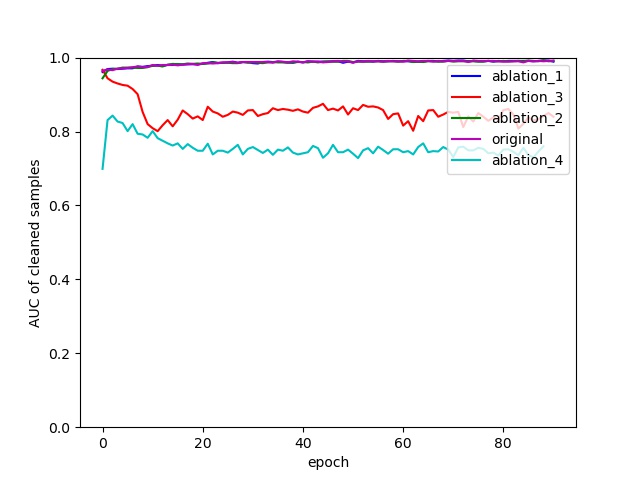 1.0
0.8
0.6
0.4
0.2
0.0
AUC of cleaned samples
0 20 40 60 80
epoch
ablation_1
ablation_3
ablation_2
original
ablation_4